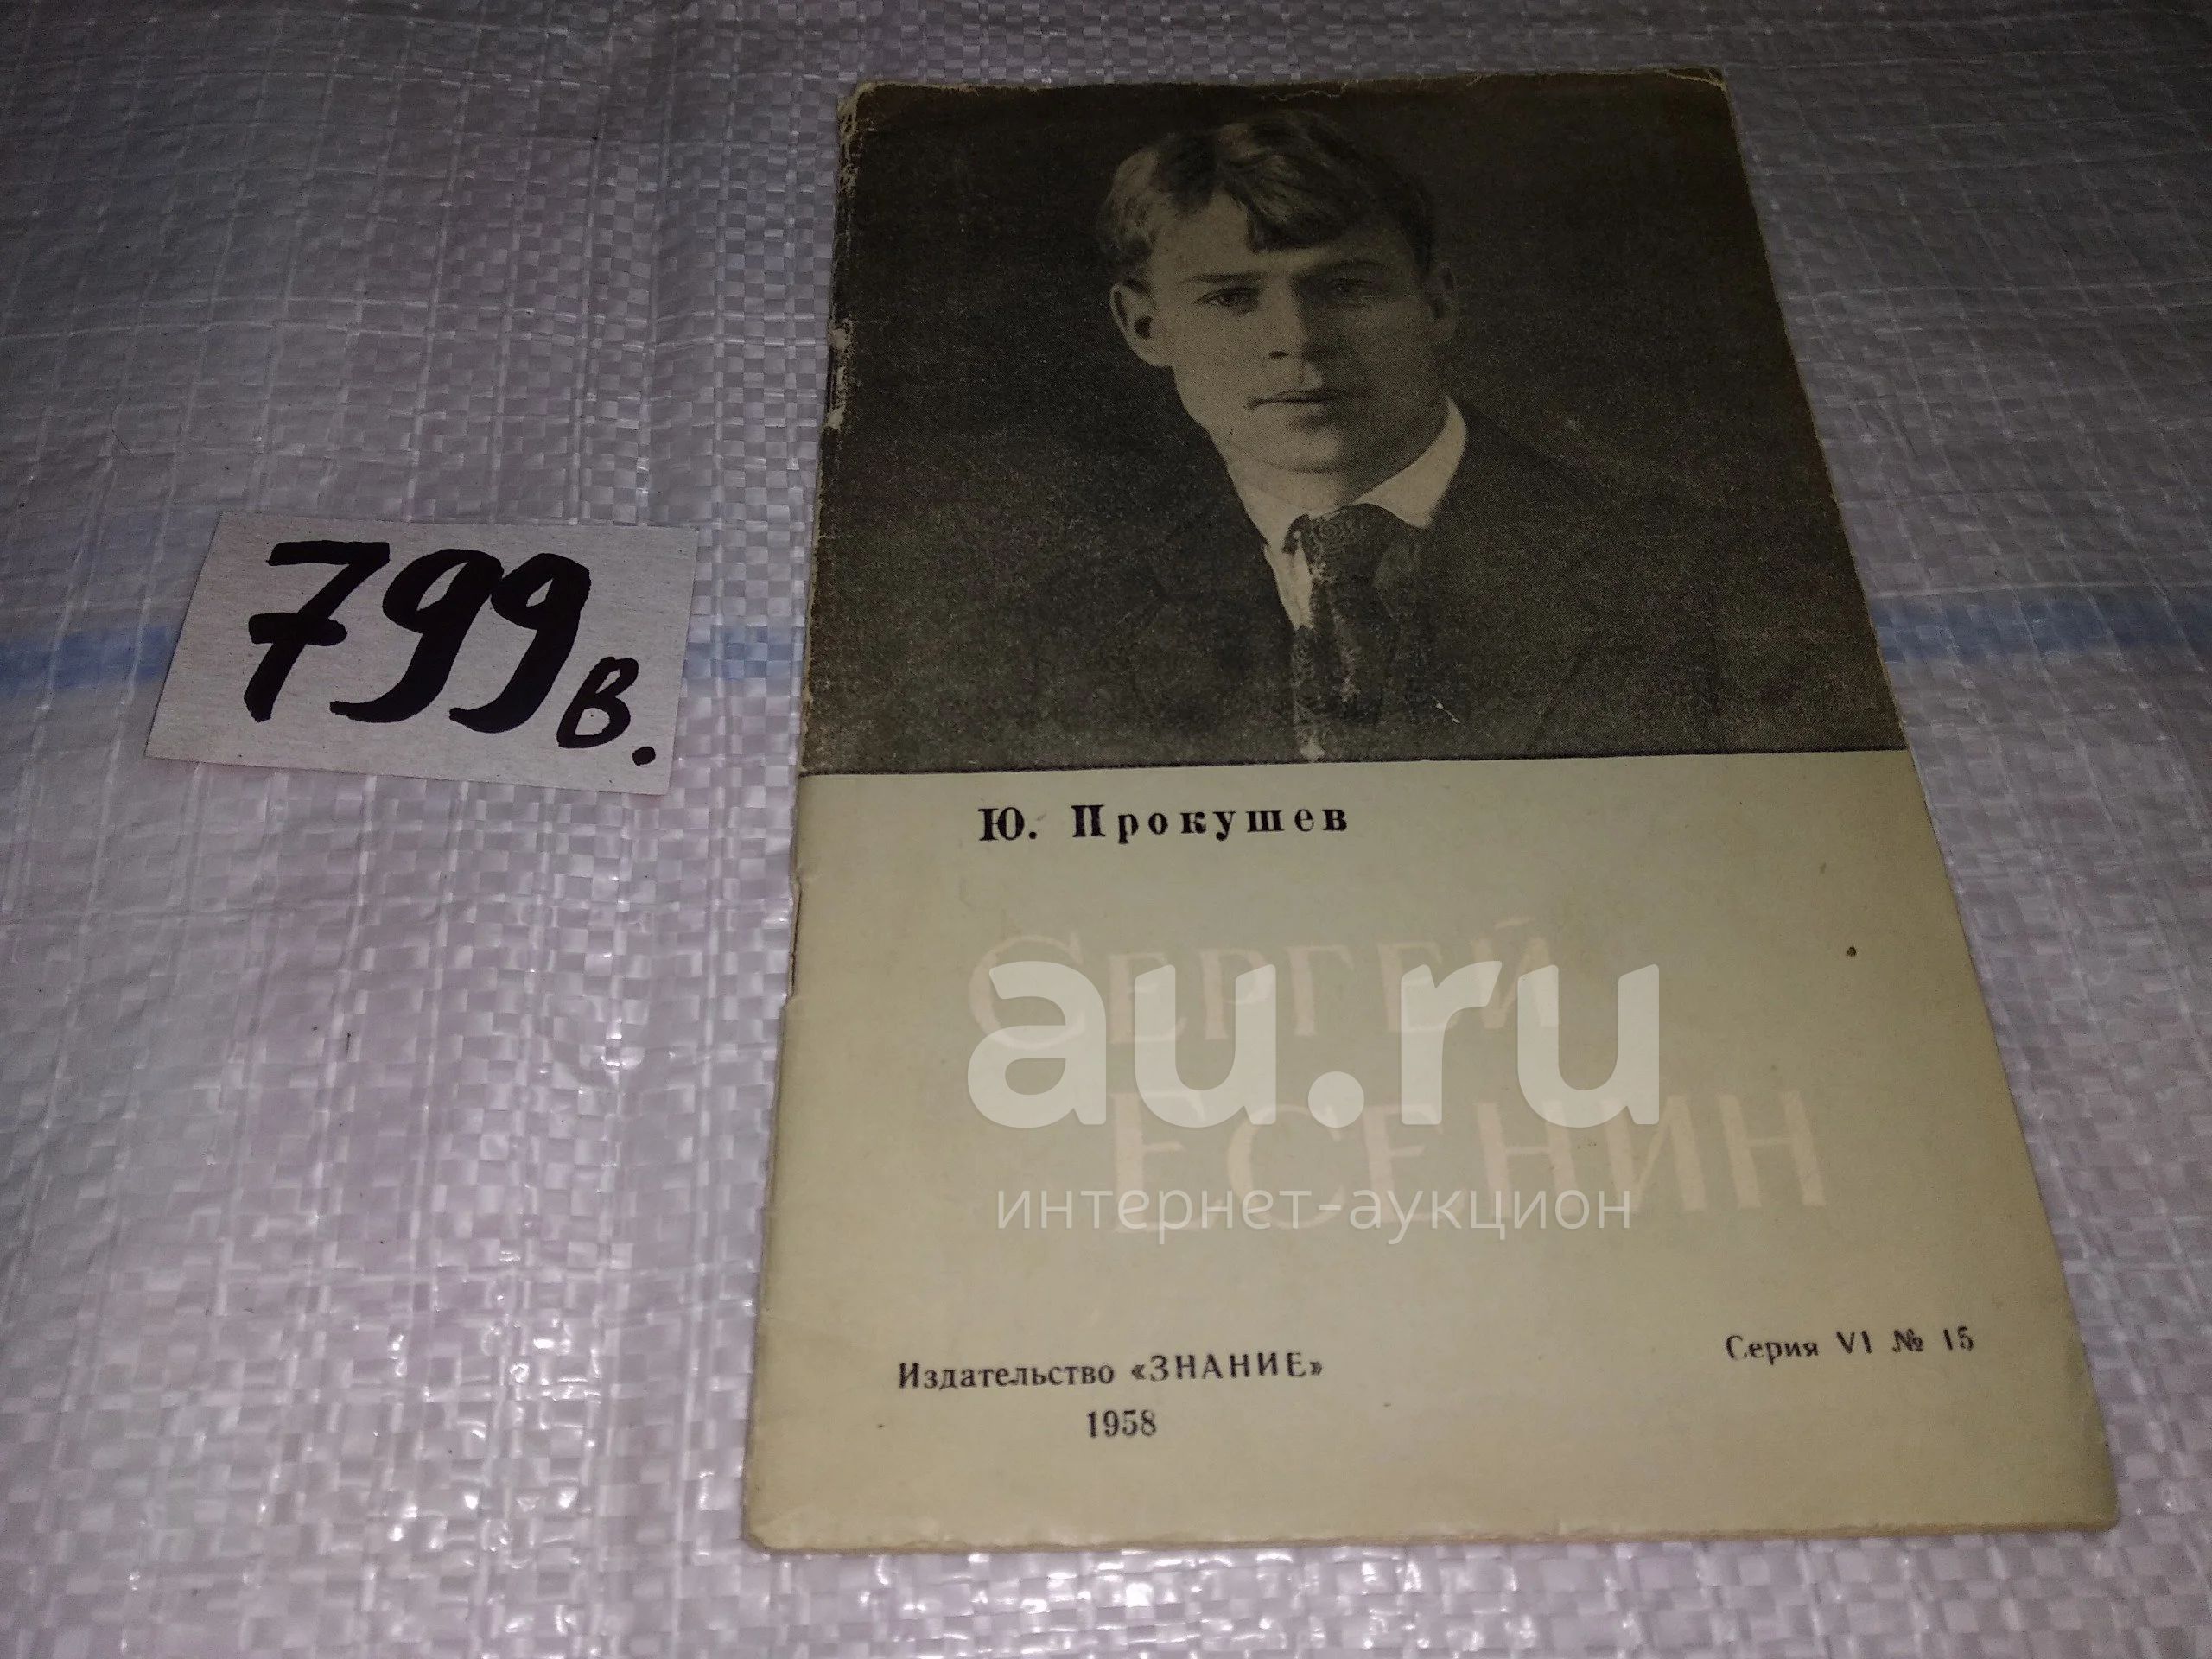 799в.
Ю. Прокушев
СЕРГЕЙ
au.ru
ЕСЕНИН
интернет-аукцион
Серия VI № 15
Издательство «ЗНАНИЕ»
1958